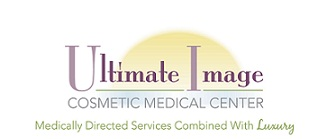 Ultimate Image
COSMETIC MEDICAL CENTER
Medically Directed Services Combined With Luxury